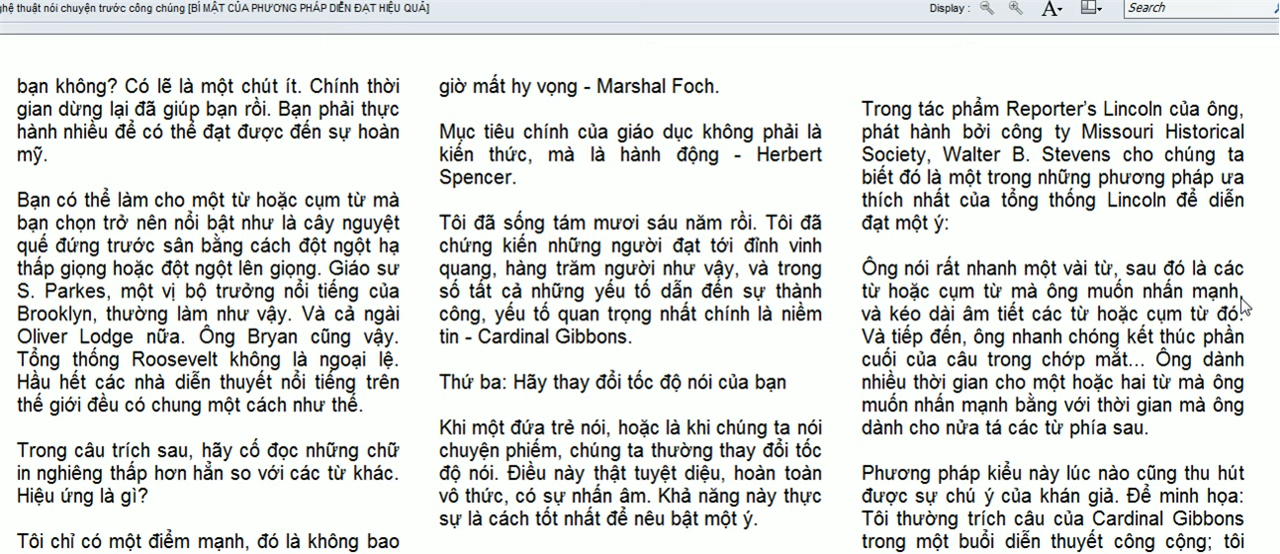 hệ thuật nói chuyện trước công chúng [BÍ MẬT CỦA PHƯƠNG PHÁP DIỄN ĐẠT HIỆU QUẢ]
Display :
A
Search
bạn không? Có lẽ là một chút ít. Chính thời
gian dừng lại đã giúp bạn rồi. Bạn phải thực
hành nhiều để có thể đạt được đến sự hoàn
mỹ.
Bạn có thể làm cho một từ hoặc cụm từ mà
bạn chọn trở nên nổi bật như là cây nguyệt
quế đứng trước sân bằng cách đột ngột hạ
thấp giọng hoặc đột ngột lên giọng. Giáo sư
S. Parkes, một vị bộ trưởng nổi tiếng của
Brooklyn, thường làm như vậy. Và cả ngài
Oliver Lodge nữa. Ông Bryan cũng vậy.
Tổng thống Roosevelt không là ngoại lệ.
Hầu hết các nhà diễn thuyết nổi tiếng trên
thế giới đều có chung một cách như thế.
Trong câu trích sau, hãy cố đọc những chữ
in nghiêng thấp hơn hẳn so với các từ khác.
Hiệu ứng là gì?
Tôi chỉ có một điểm mạnh, đó là không bao
giờ mất hy vọng - Marshal Foch.
Mục tiêu chính của giáo dục không phải là
kiến thức, mà là hành động - Herbert
Spencer.
Tôi đã sống tám mươi sáu năm rồi. Tôi đã
chứng kiến những người đạt tới đỉnh vinh
quang, hàng trăm người như vậy, và trong
số tất cả những yếu tố dẫn đến sự thành
công, yếu tố quan trọng nhất chính là niềm
tin - Cardinal Gibbons.
Thứ ba: Hãy thay đổi tốc độ nói của bạn
Khi một đứa trẻ nói, hoặc là khi chúng ta nói
chuyện phiếm, chúng ta thường thay đổi tốc
độ nói. Điều này thật tuyệt diệu, hoàn toàn
vô thức, có sự nhấn âm. Khả năng này thực
sự là cách tốt nhất để nêu bật một ý.
Trong tác phẩm Reporter's Lincoln của ông,
phát hành bởi công ty Missouri Historical
Society, Walter B. Stevens cho chúng ta
biết đó là một trong những phương pháp ưa
thích nhất của tổng thống Lincoln để diễn
đạt một ý:
Ông nói rất nhanh một vài từ, sau đó là các
từ hoặc cụm từ mà ông muốn nhấn mạnh,
và kéo dài âm tiết các từ hoặc cụm từ đó.
Và tiếp đến, ông nhanh chóng kết thúc phần
cuối của câu trong chớp mắt... Ông dành
nhiều thời gian cho một hoặc hai từ mà ông
muốn nhấn mạnh bằng với thời gian mà ông
dành cho nửa tá các từ phía sau.
Phương pháp kiểu này lúc nào cũng thu hút
được sự chú ý của khán giả. Để minh họa:
Tôi thường trích câu của Cardinal Gibbons
trong một buổi diễn thuyết công cộng; tôi